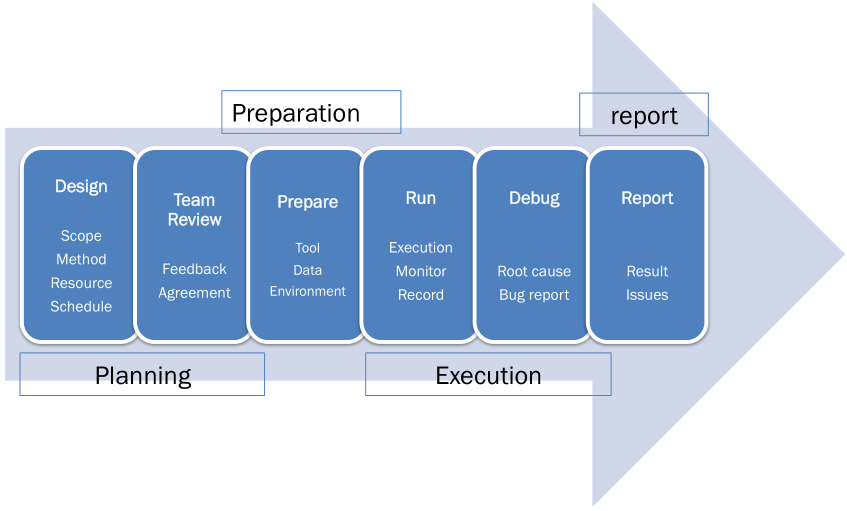 Preparation
report
Design
Scope
Method
Resource
Schedule
Team
Review
Feedback
Agreement
Prepare
Tool
Data
Environment
Run
Execution
Monitor
Record
Debug
Root cause
Bug report
Report
Result
Issues
Planning
Execution